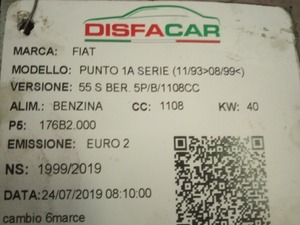 DISFACAR
MARCA: FIAT
MODELLO: PUNTO 1A SERIE (11/93>08/99<)
VERSIONE: 55 S BER. 5P/B/1108CC
ALIM.: BENZINA CC: 1108 KW: 40
P5: 176B2.000
EMISSIONE: EURO 2
NS: 1999/2019
DATA: 24/07/2019 08:10:00
cambio 6marce